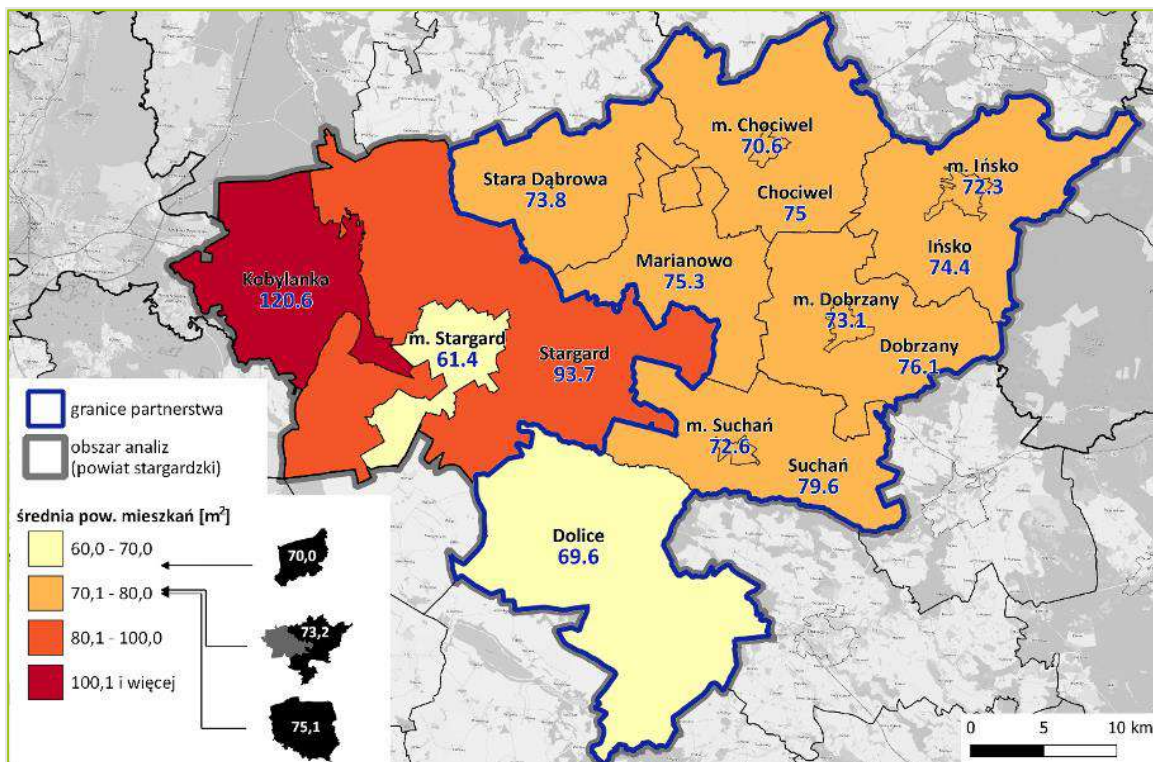 m. Chociwel
70.6
m. Ińsko
72.3
Stara Dąbrowa
73.8
Chociwel
75
Ińsko
74.4
Marianowo
75.3
Kobylanka
120.6
m. Dobrzany
73.1
m. Stargard
61.4
Stargard
93.7
Dobrzany
76.1
m. Suchań
72.6
Suchań
79.6
Dolice
69.6
granice partnerstwa
obszar analiz
(powiat stargardzki)
średnia pow. mieszkań [m²]
60,0 - 70,0
70,1 - 80,0
80,1 - 100,0
100,1 i więcej
70,0
73,2
75,1
0 5 10 km